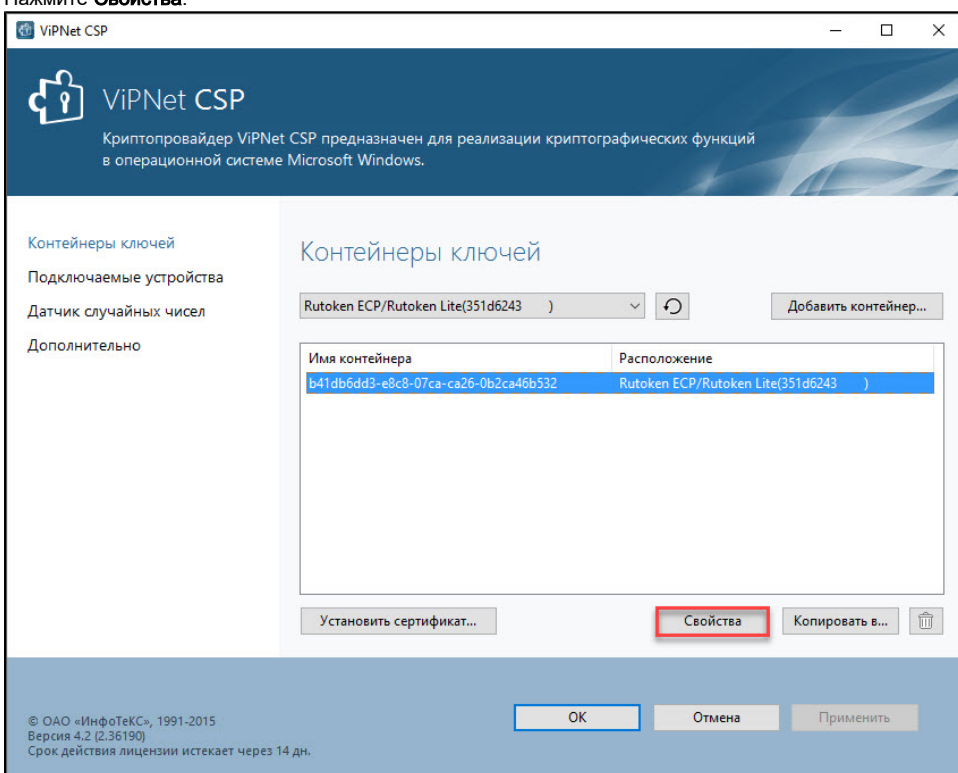 Нажмите Свойства.
ViPNet CSP
ViPNet CSP
Криптопровайдер ViPNet CSP предназначен для реализации криптографических функций
в операционной системе Microsoft Windows.
Контейнеры ключей
Подключаемые устройства
Датчик случайных чисел
Дополнительно
Контейнеры ключей
Rutoken ECP/Rutoken Lite(351d6243 )
Добавить контейнер...
Имя контейнера Расположение
b41db6dd3-e8c8-07ca-ca26-0b2ca46b532 Rutoken ECP/Rutoken Lite(351d6243 )
Установить сертификат...
Свойства
Копировать в...
© ОАО «ИнфоТеКС», 1991-2015
Версия 4.2 (2.36190)
Срок действия лицензии истекает через 14 дн.
OK
Отмена
Применить